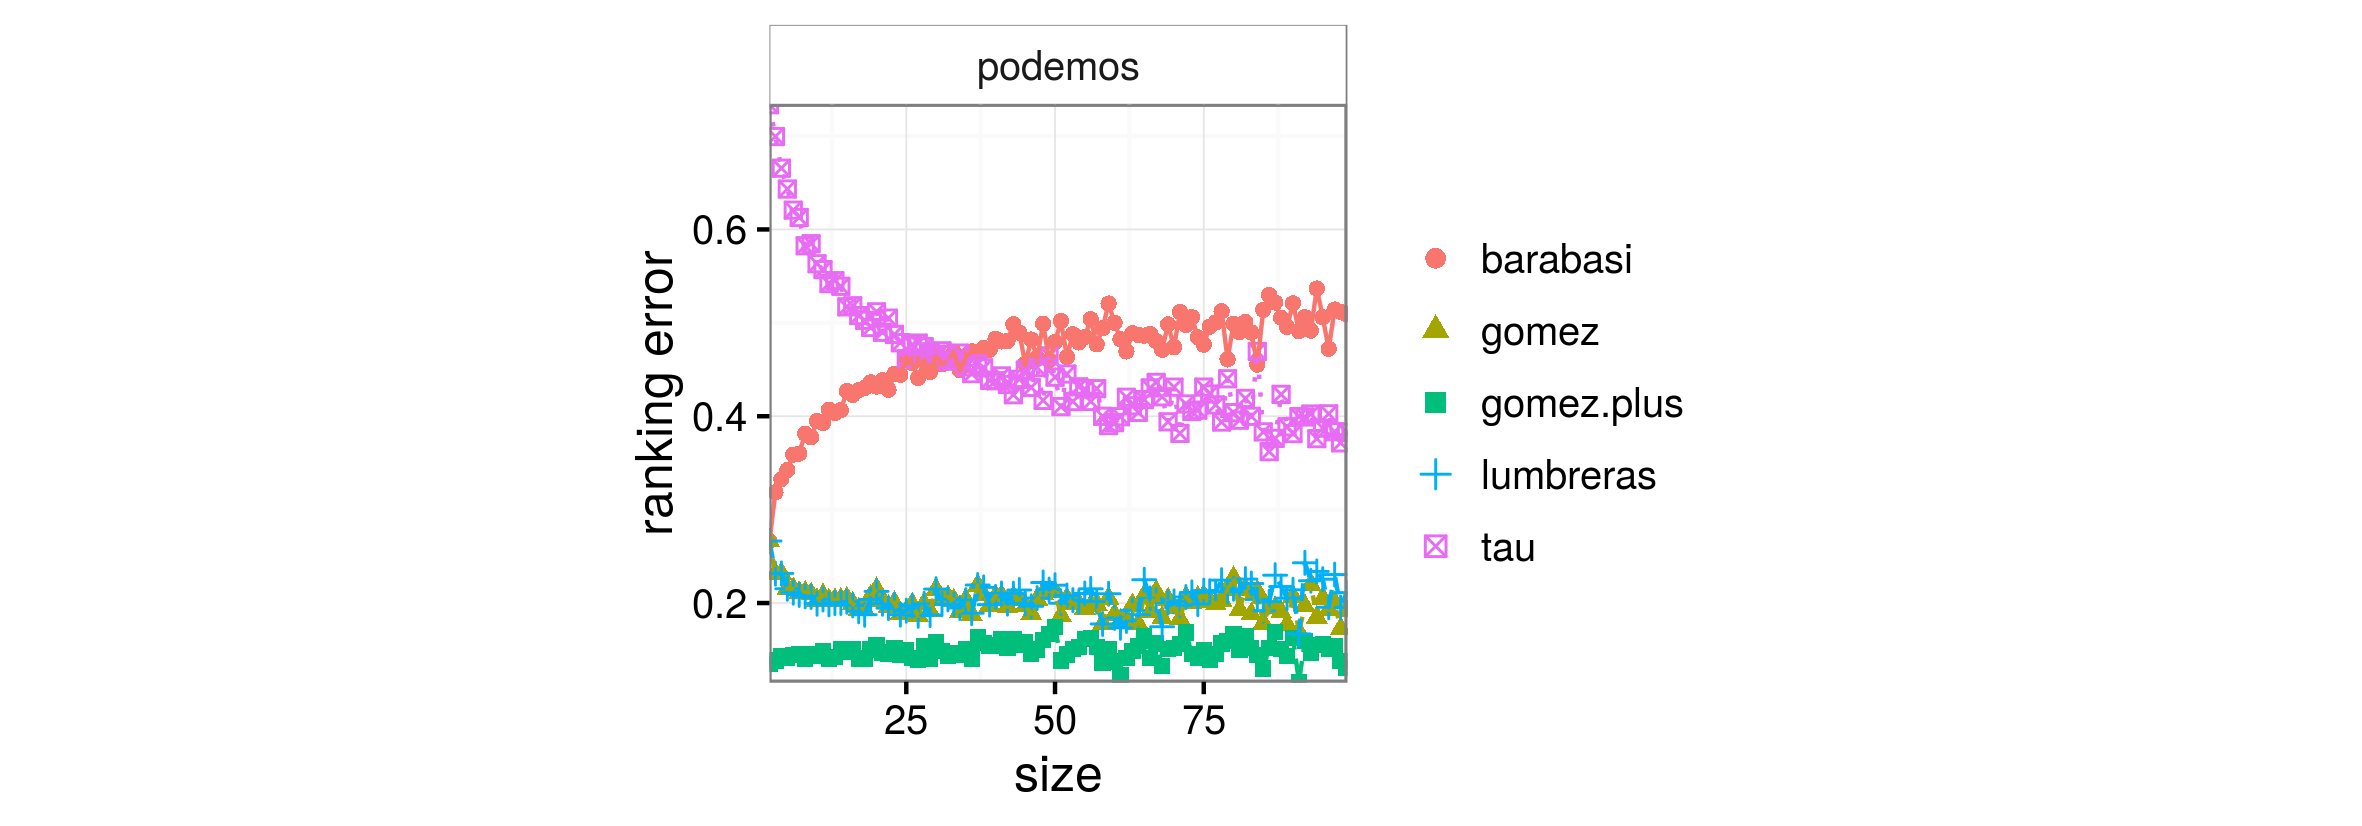 podemos
ranking error
0.6
0.4
0.2
25 50 75
size
barabasi
gomez
gomez.plus
lumbreras
tau